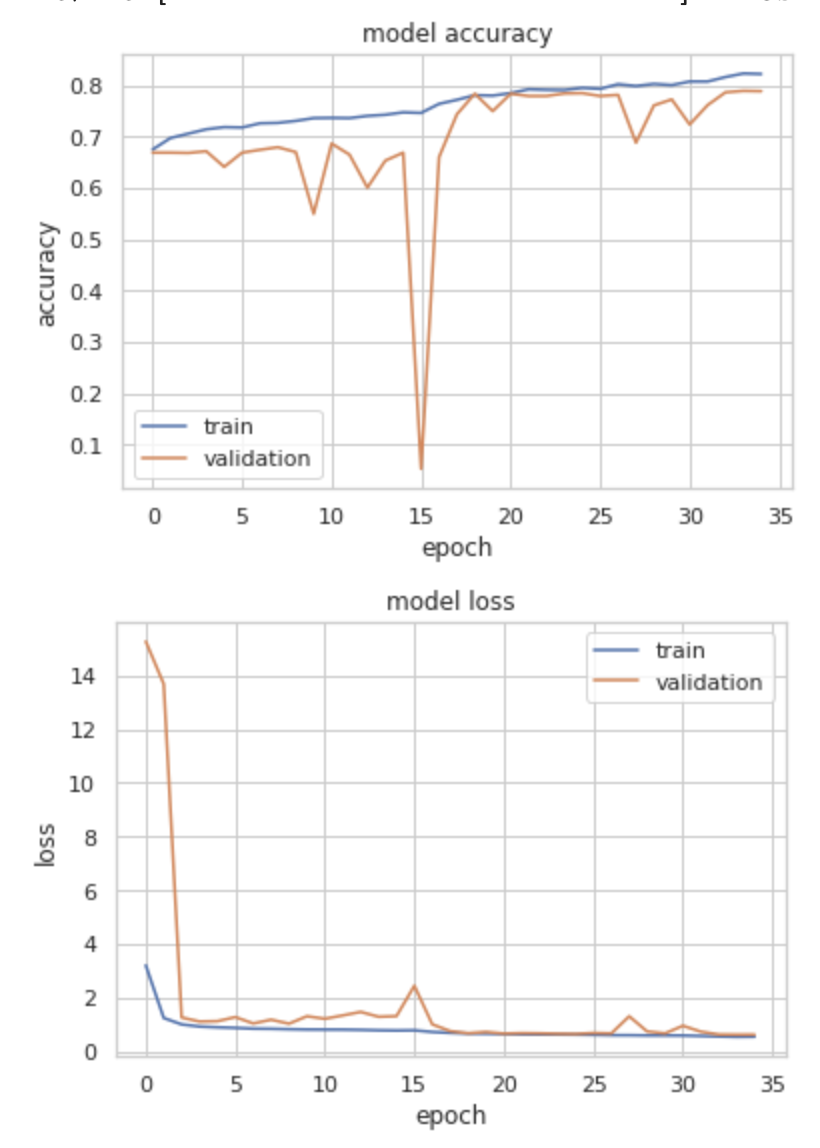 model accuracy
0.8
0.7
0.6
0.5
0.4
0.3
0.2
0.1
accuracy
train
validation
0 5 10 15 20 25 30 35
epoch
model loss
14
12
10
8
6
4
2
0
loss
train
validation
0 5 10 15 20 25 30 35
epoch